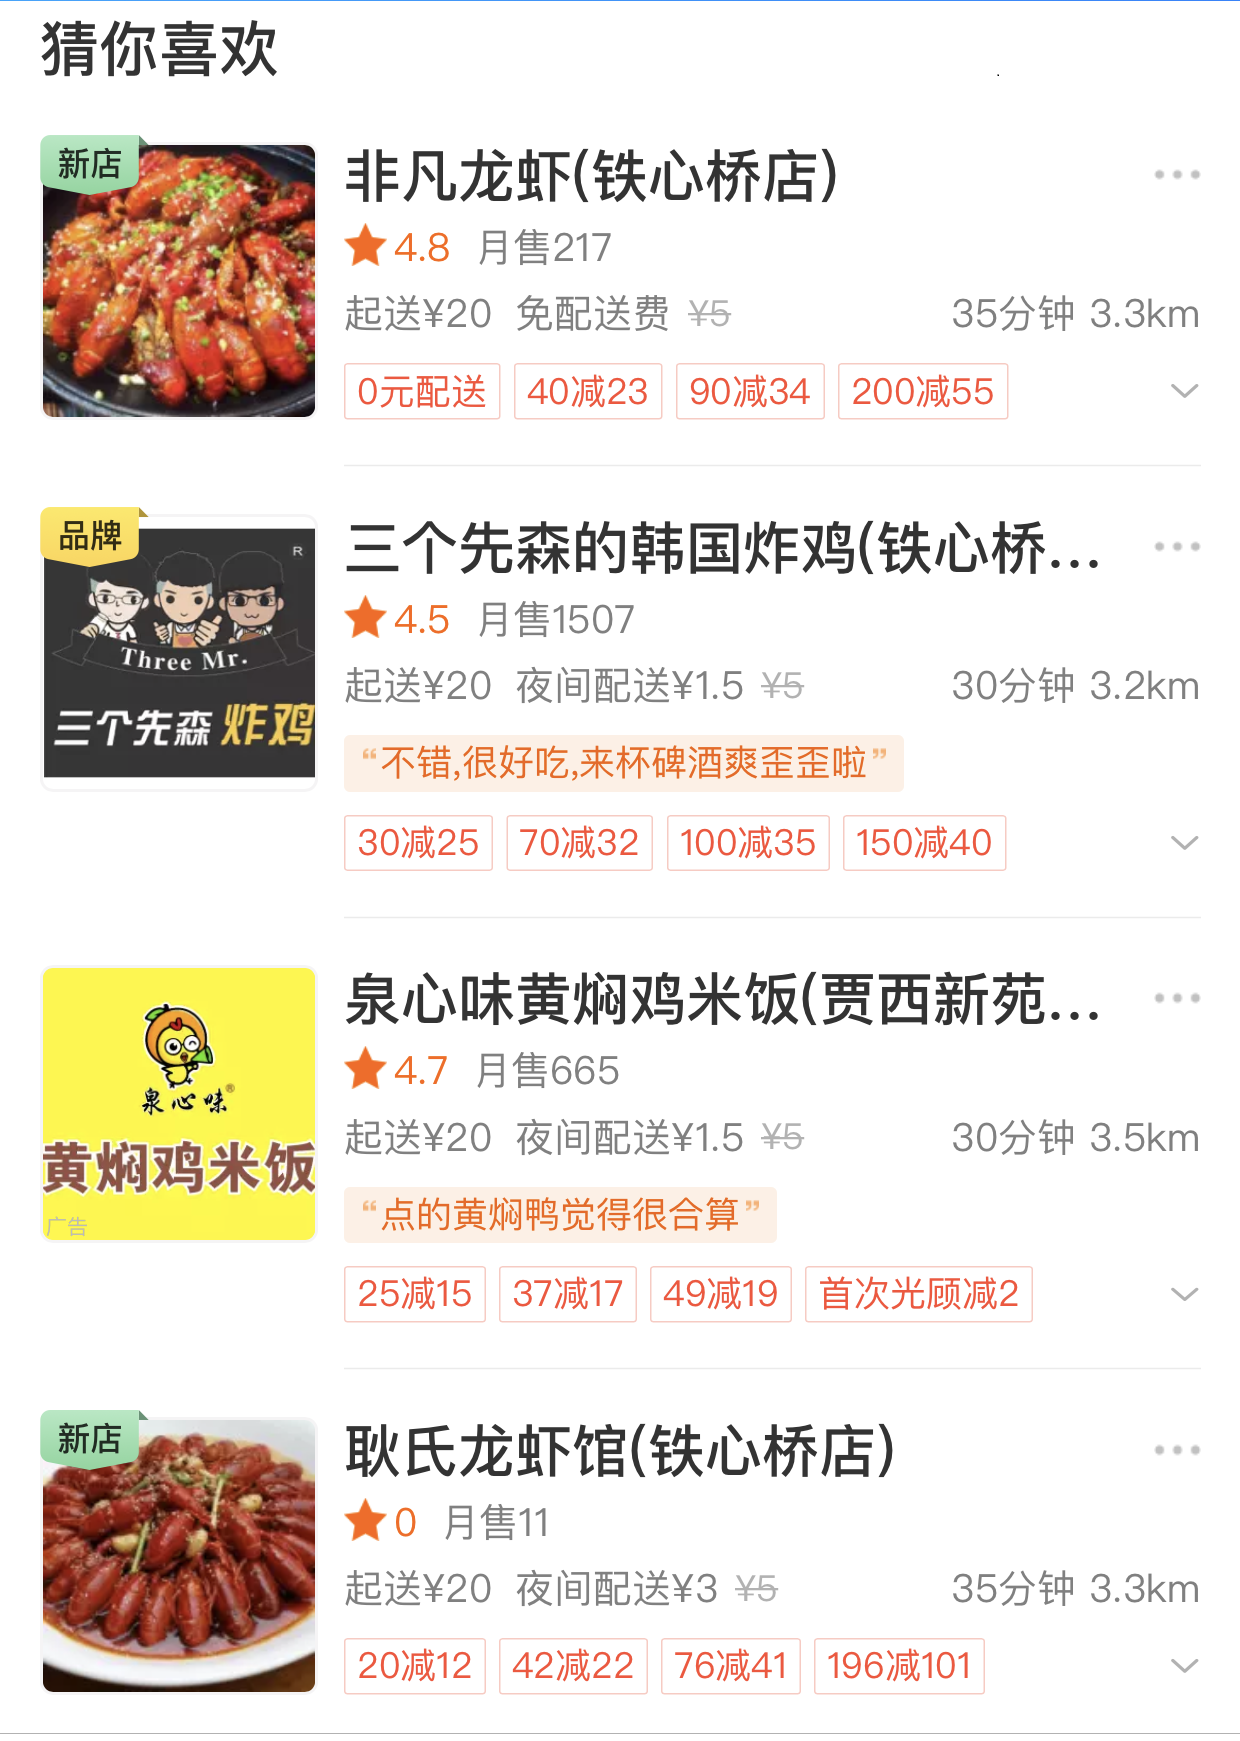 猜你喜欢
新店
非凡龙虾(铁心桥店)
4.8 月售217
起送¥20 免配送费 ¥5 35分钟 3.3km
0元配送 40减23 90减34 200减55
品牌
三个先森的韩国炸鸡(铁心桥...
R
Three Mr.
三个先森炸鸡
4.5 月售1507
起送¥20 夜间配送¥1.5 ¥5 30分钟 3.2km
“不错,很好吃,来杯碑酒爽歪歪啦”
30减25 70减32 100减35 150减40
泉心味®
黄焖鸡米饭
广告
泉心味黄焖鸡米饭(贾西新苑...
4.7 月售665
起送¥20 夜间配送¥1.5 ¥5 30分钟 3.5km
“点的黄焖鸭觉得很合算”
25减15 37减17 49减19 首次光顾减2
新店
耿氏龙虾馆(铁心桥店)
0 月售11
起送¥20 夜间配送¥3 ¥5 35分钟 3.3km
20减12 42减22 76减41 196减101